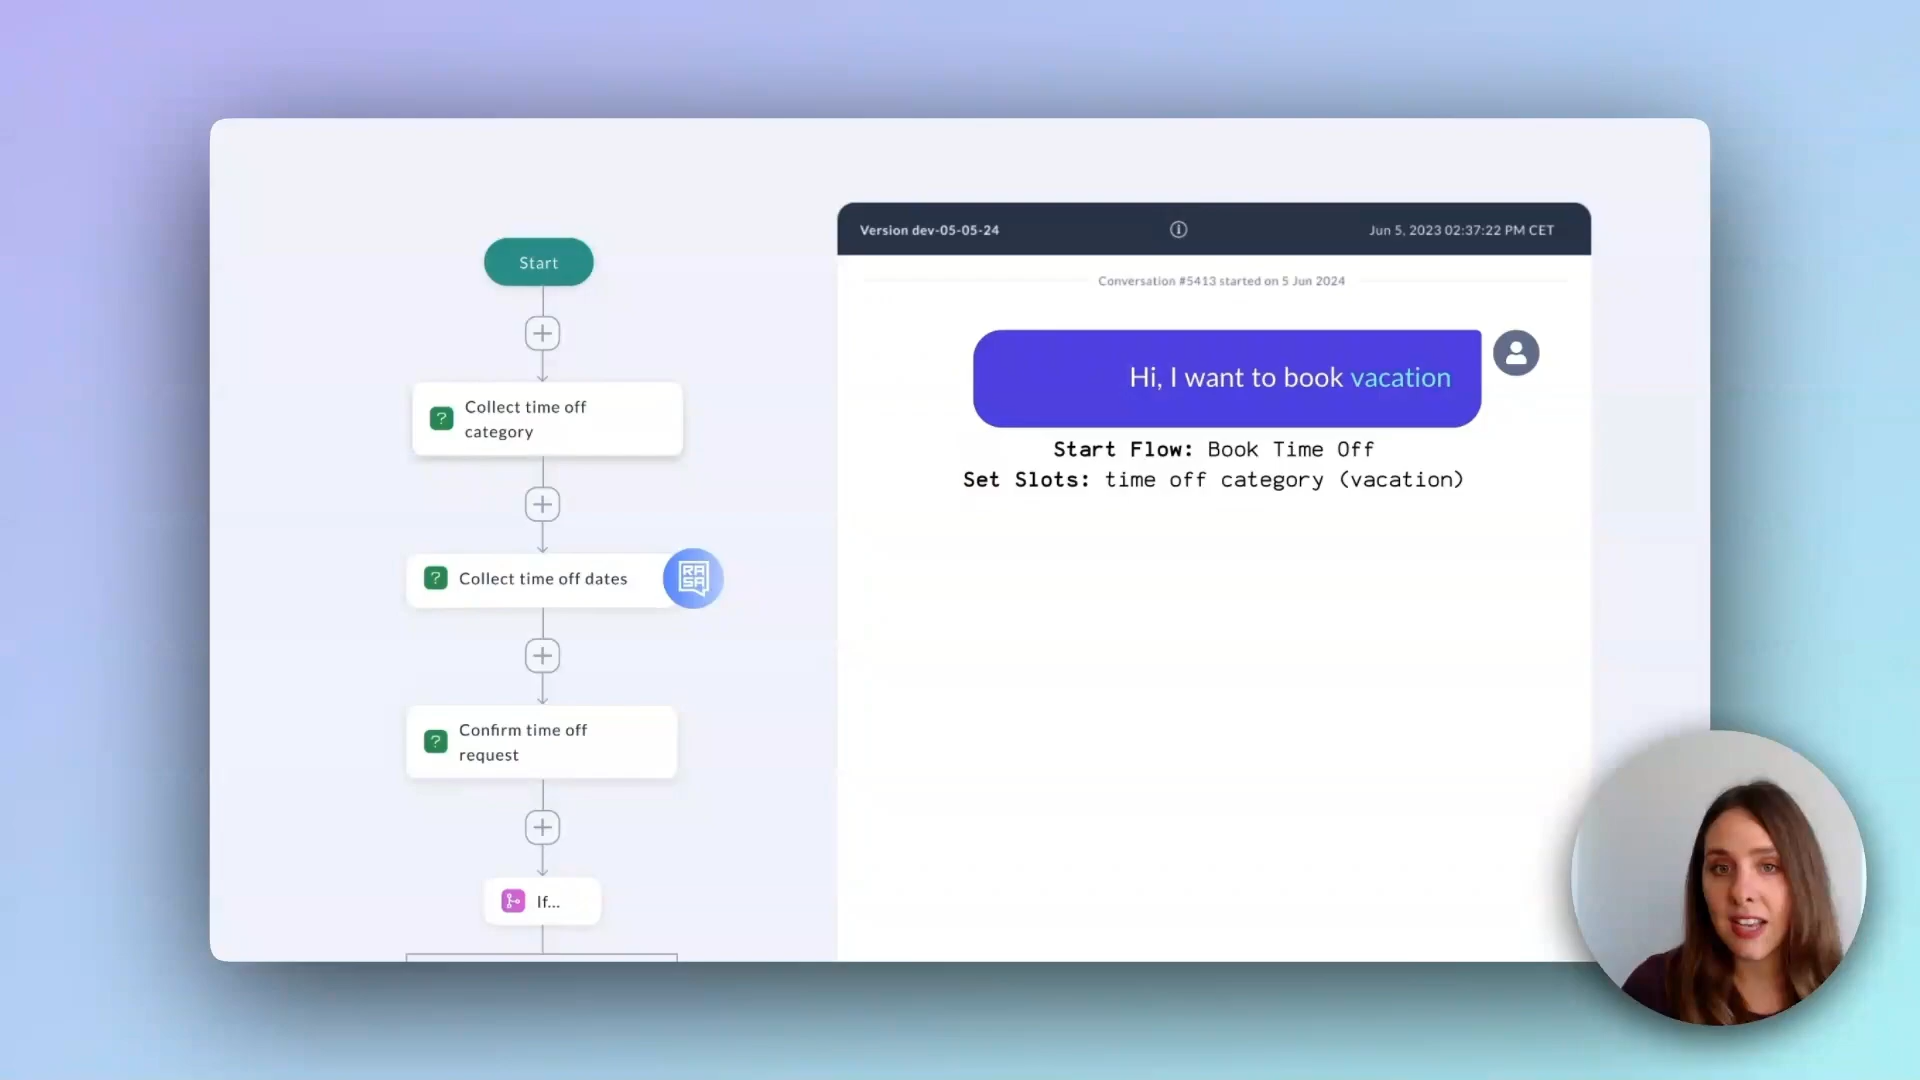 Version dev-05-05-24
Jun 5, 2023 02:37:22 PM CET
Conversation #5413 started on 5 Jun 2024
Start
Collect time off
category
Collect time off dates
RA
SA
Confirm time off
request
If...
Hi, I want to book vacation
Start Flow: Book Time Off
Set Slots: time off category (vacation)